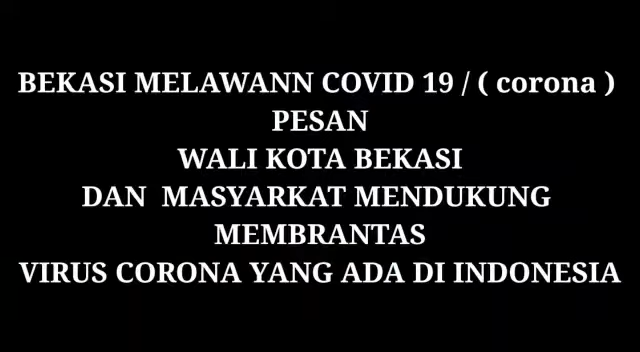 BEKASI MELAWANN COVID 19 / ( corona )
PESAN
WALI KOTA BEKASI
DAN MASYARKAT MENDUKUNG
MEMBRANTAS
VIRUS CORONA YANG ADA DI INDONESIA